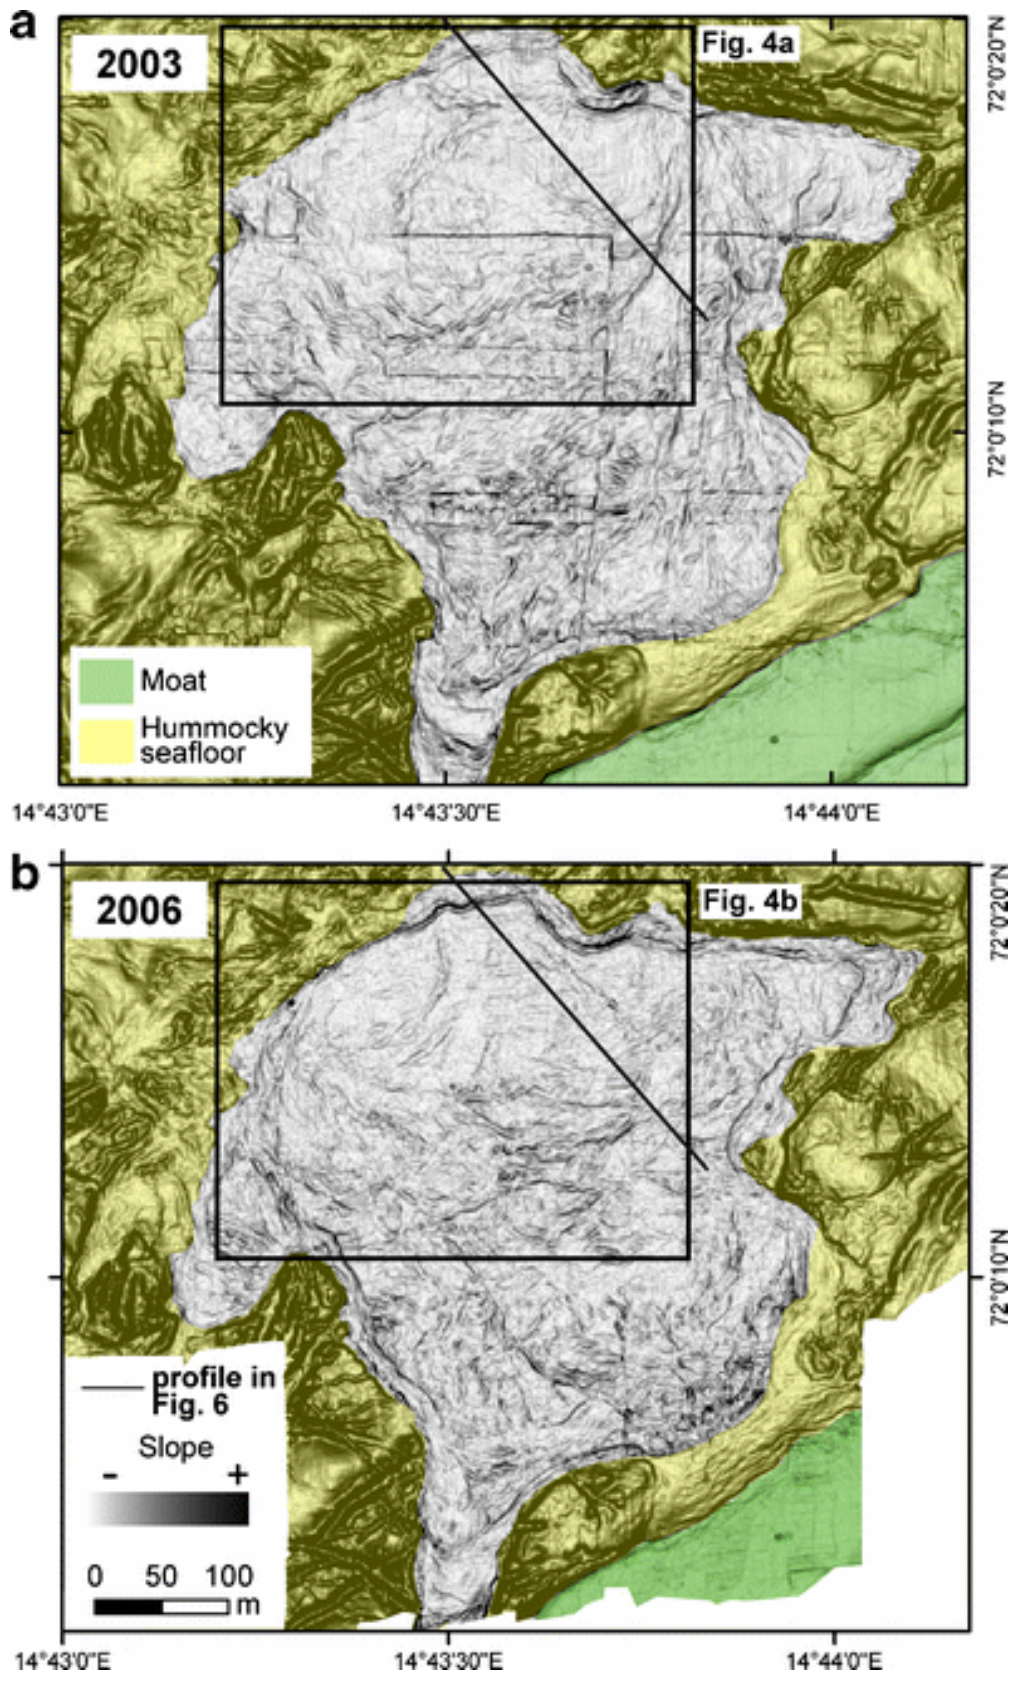 a
2003
Fig. 4a
72°0'20"N
72°0'10"N
Moat
Hummocky
seafloor
14°43'0"E
14°43'30"E
14°44'0"E
b
2006
Fig. 4b
72°0'20"N
72°0'10"N
profile in
Fig. 6
Slope
- +
0 50 100
m
14°43'0"E
14°43'30"E
14°44'0"E